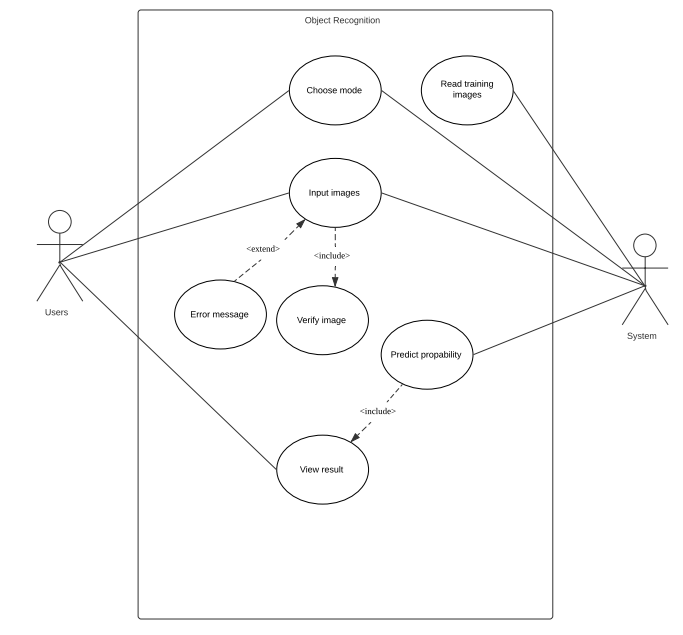 Object Recognition
Choose mode
Read training
images
Input images
<extend>
<include>
Users
Error message
Verify image
System
Predict propability
<include>
View result